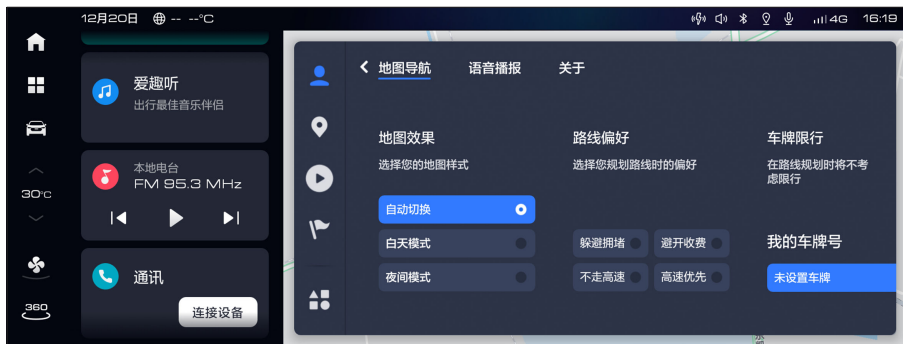 12月20日 -- --°C
4G 16:19
爱趣听
出行最佳音乐伴侣
本地电台
FM 95.3 MHz
30°C
通讯
连接设备
360
地图导航 语音播报 关于
地图效果
选择您的地图样式
自动切换
白天模式
夜间模式
路线偏好
选择您规划路线时的偏好
躲避拥堵 避开收费
不走高速 高速优先
车牌限行
在路线规划时将不考
虑限行
我的车牌号
未设置车牌